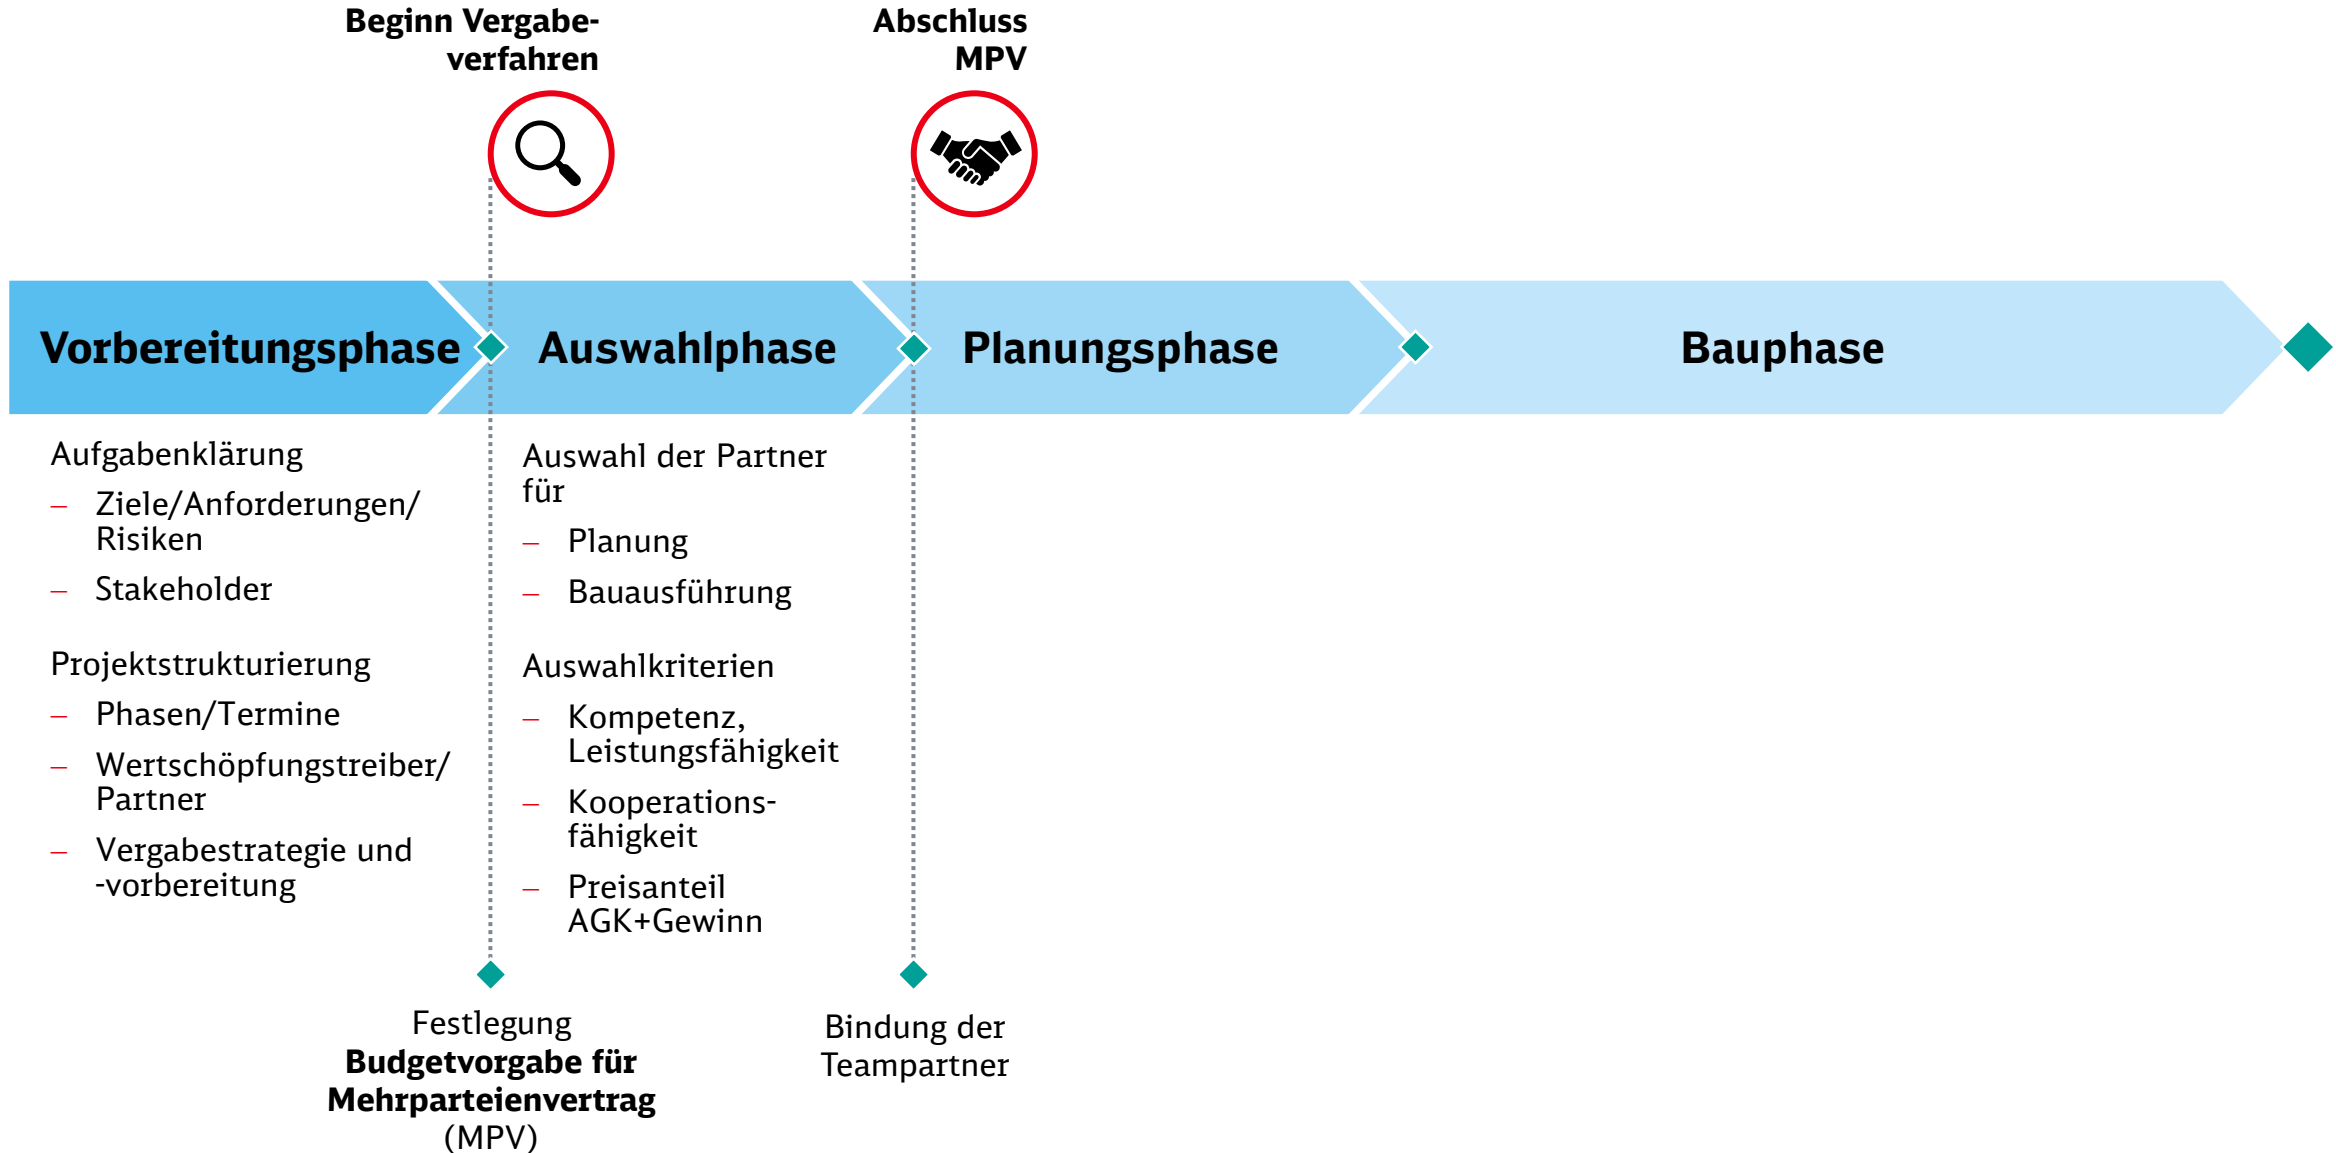 Beginn Vergabe-
verfahren
Abschluss
MPV
Vorbereitungsphase
Auswahlphase
Planungsphase
Bauphase
Aufgabenklärung
– Ziele/Anforderungen/
Risiken
– Stakeholder
Projektstrukturierung
– Phasen/Termine
– Wertschöpfungstreiber/
Partner
– Vergabestrategie und
-vorbereitung
Auswahl der Partner
für
– Planung
– Bauausführung
Auswahlkriterien
– Kompetenz,
Leistungsfähigkeit
– Kooperations-
fähigkeit
– Preisanteil
AGK+Gewinn
Festlegung
Budgetvorgabe für
Mehrparteienvertrag
(MPV)
Bindung der
Teampartner